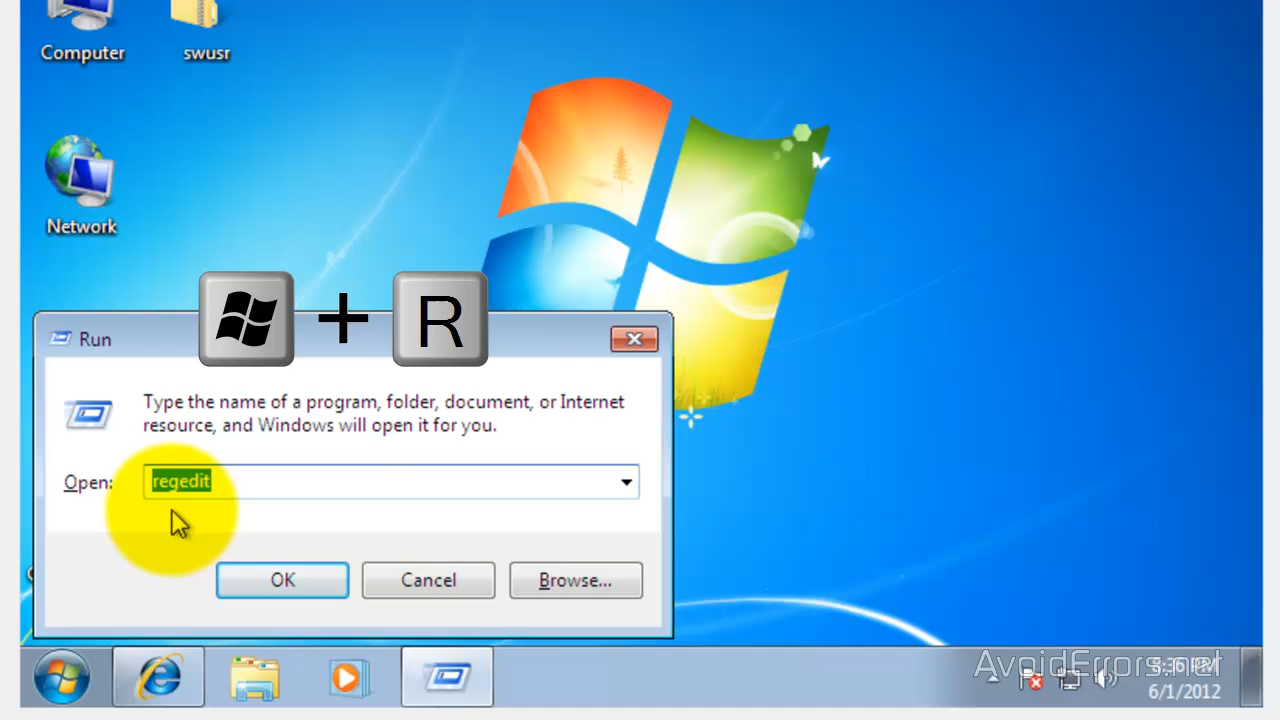 Computer
swusr
Network
+ R
Run
Type the name of a program, folder, document, or Internet
resource, and Windows will open it for you.
Open: regedit
OK Cancel Browse...
AvoidErrors.net
6/1/2012